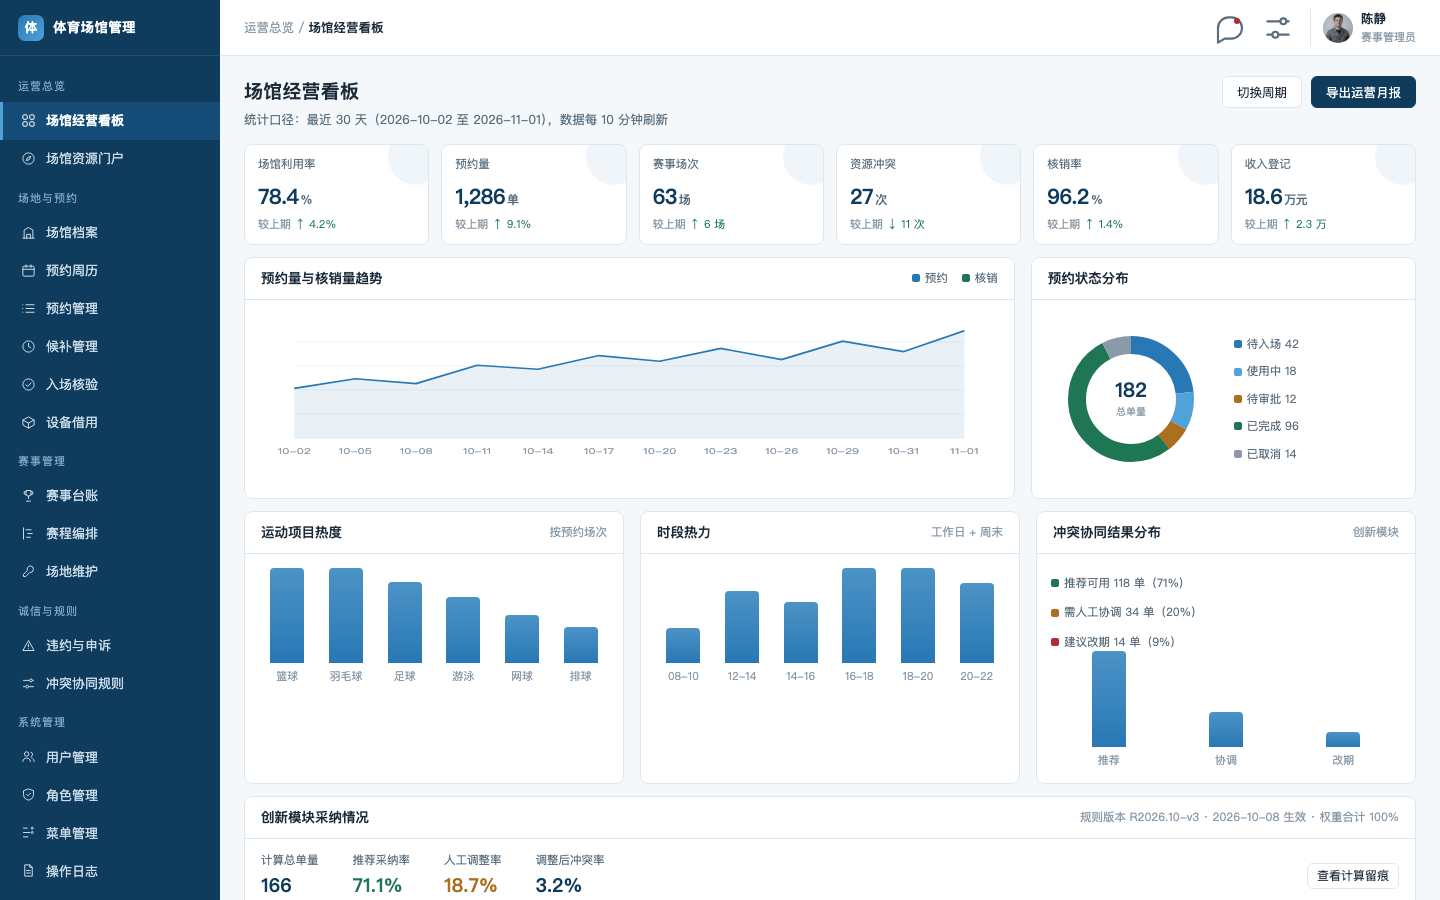 体 体育场馆管理
运营总览
场馆经营看板
场馆资源门户
场地与预约
场馆档案
预约周历
预约管理
候补管理
入场核验
设备借用
赛事管理
赛事台账
赛程编排
场地维护
诚信与规则
违约与申诉
冲突协同规则
系统管理
用户管理
角色管理
菜单管理
操作日志
运营总览 / 场馆经营看板
陈静
赛事管理员
场馆经营看板
统计口径：最近 30 天（2026-10-02 至 2026-11-01），数据每 10 分钟刷新
切换周期
导出运营月报
场馆利用率
78.4%
较上期 ↑ 4.2%
预约量
1,286单
较上期 ↑ 9.1%
赛事场次
63场
较上期 ↑ 6 场
资源冲突
27次
较上期 ↓ 11 次
核销率
96.2%
较上期 ↑ 1.4%
收入登记
18.6万元
较上期 ↑ 2.3 万
预约量与核销量趋势
预约 核销
10-02 10-05 10-08 10-11 10-14 10-17 10-20 10-23 10-26 10-29 10-31 11-01
预约状态分布
182
总单量
待入场 42
使用中 18
待审批 12
已完成 96
已取消 14
运动项目热度 按预约场次
篮球 羽毛球 足球 游泳 网球 排球
时段热力 工作日 + 周末
08-10 12-14 14-16 16-18 18-20 20-22
冲突协同结果分布 创新模块
推荐可用 118 单（71%）
需人工协调 34 单（20%）
建议改期 14 单（9%）
推荐 协调 改期
创新模块采纳情况
规则版本 R2026.10-v3 · 2026-10-08 生效 · 权重合计 100%
计算总单量
166
推荐采纳率
71.1%
人工调整率
18.7%
调整后冲突率
3.2%
查看计算留痕